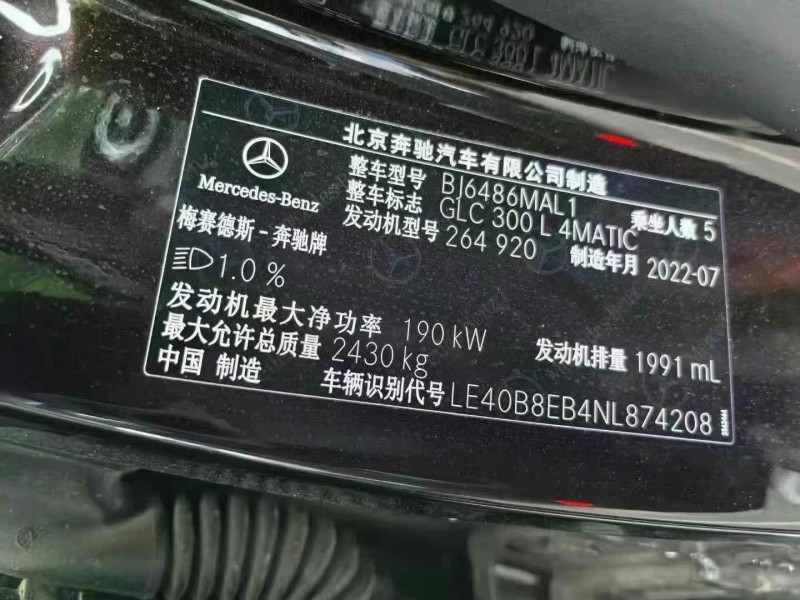 北京奔驰汽车有限公司制造
Mercedes-Benz
整车型号 BJ6486MAL1
整车标志 GLC 300 L 4MATIC 乘坐人数 5
发动机型号 264 920 制造年月 2022-07
梅赛德斯-奔驰牌
1.0 %
发动机最大净功率 190 kW 发动机排量 1991 mL
最大允许总质量 2430 kg
中国 制造 车辆识别代号 LE40B8EB4NL874208